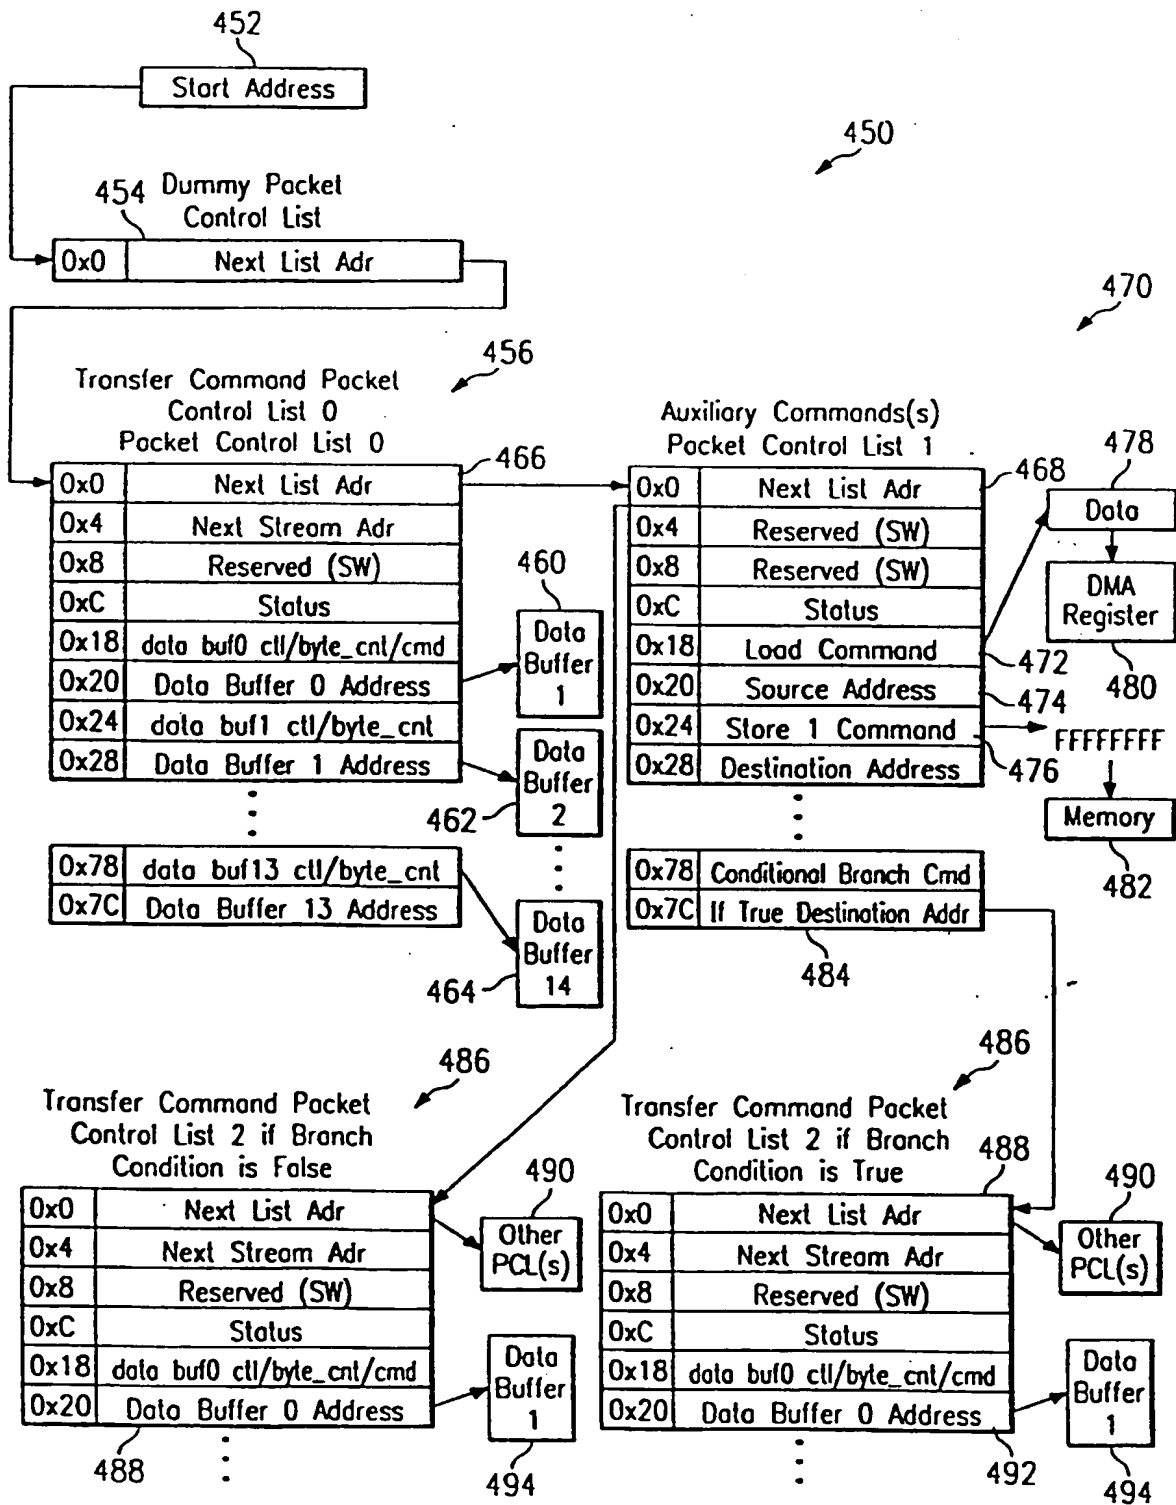 452
Start Address
450
454 Dummy Packet
Control List
0x0 Next List Adr
470
456
Transfer Command Packet
Control List 0
Packet Control List 0
466
0x0 Next List Adr
0x4 Next Stream Adr
0x8 Reserved (SW)
0xC Status
0x18 data buf0 ctl/byte_cnt/cmd
0x20 Data Buffer 0 Address
0x24 data buf1 ctl/byte_cnt
0x28 Data Buffer 1 Address
0x78 data buf13 ctl/byte_cnt
0x7C Data Buffer 13 Address
460
Data
Buffer
1
Data
Buffer
2
462
Data
Buffer
14
464
Auxiliary Commands(s)
Packet Control List 1
468
0x0 Next List Adr
0x4 Reserved (SW)
0x8 Reserved (SW)
0xC Status
0x18 Load Command
472
0x20 Source Address
474
0x24 Store 1 Command
476
0x28 Destination Address
0x78 Conditional Branch Cmd
0x7C If True Destination Addr
484
478
Data
DMA
Register
480
FFFFFFFF
Memory
482
486
Transfer Command Packet
Control List 2 if Branch
Condition is False
0x0 Next List Adr
0x4 Next Stream Adr
0x8 Reserved (SW)
0xC Status
0x18 data buf0 ctl/byte_cnt/cmd
0x20 Data Buffer 0 Address
488
490
Other
PCL(s)
Data
Buffer
1
494
486
Transfer Command Packet
Control List 2 if Branch
Condition is True
488
0x0 Next List Adr
0x4 Next Stream Adr
0x8 Reserved (SW)
0xC Status
0x18 data buf0 ctl/byte_cnt/cmd
0x20 Data Buffer 0 Address
492
490
Other
PCL(s)
Data
Buffer
1
494